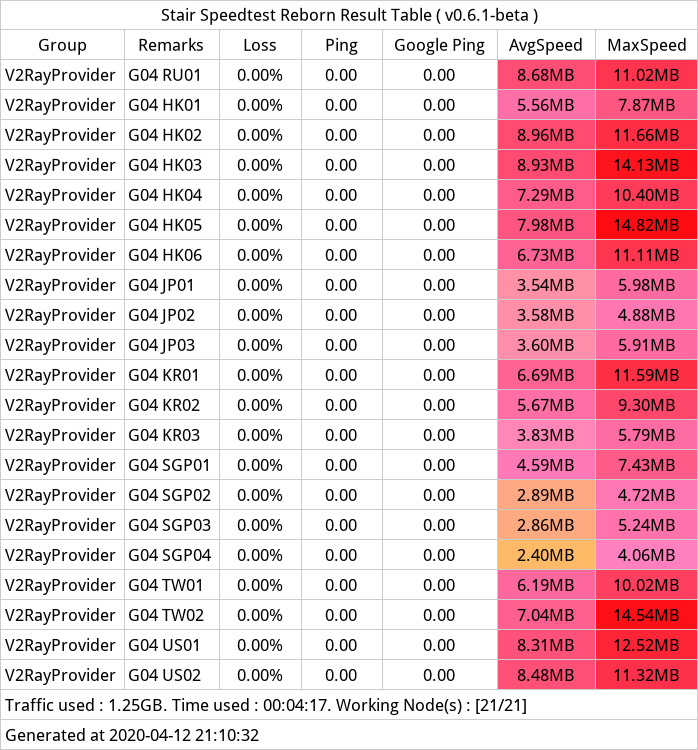 Stair Speedtest Reborn Result Table ( v0.6.1-beta )
Group Remarks Loss Ping Google Ping AvgSpeed MaxSpeed
V2RayProvider G04 RU01 0.00% 0.00 0.00 8.68MB 11.02MB
V2RayProvider G04 HK01 0.00% 0.00 0.00 5.56MB 7.87MB
V2RayProvider G04 HK02 0.00% 0.00 0.00 8.96MB 11.66MB
V2RayProvider G04 HK03 0.00% 0.00 0.00 8.93MB 14.13MB
V2RayProvider G04 HK04 0.00% 0.00 0.00 7.29MB 10.40MB
V2RayProvider G04 HK05 0.00% 0.00 0.00 7.98MB 14.82MB
V2RayProvider G04 HK06 0.00% 0.00 0.00 6.73MB 11.11MB
V2RayProvider G04 JP01 0.00% 0.00 0.00 3.54MB 5.98MB
V2RayProvider G04 JP02 0.00% 0.00 0.00 3.58MB 4.88MB
V2RayProvider G04 JP03 0.00% 0.00 0.00 3.60MB 5.91MB
V2RayProvider G04 KR01 0.00% 0.00 0.00 6.69MB 11.59MB
V2RayProvider G04 KR02 0.00% 0.00 0.00 5.67MB 9.30MB
V2RayProvider G04 KR03 0.00% 0.00 0.00 3.83MB 5.79MB
V2RayProvider G04 SGP01 0.00% 0.00 0.00 4.59MB 7.43MB
V2RayProvider G04 SGP02 0.00% 0.00 0.00 2.89MB 4.72MB
V2RayProvider G04 SGP03 0.00% 0.00 0.00 2.86MB 5.24MB
V2RayProvider G04 SGP04 0.00% 0.00 0.00 2.40MB 4.06MB
V2RayProvider G04 TW01 0.00% 0.00 0.00 6.19MB 10.02MB
V2RayProvider G04 TW02 0.00% 0.00 0.00 7.04MB 14.54MB
V2RayProvider G04 US01 0.00% 0.00 0.00 8.31MB 12.52MB
V2RayProvider G04 US02 0.00% 0.00 0.00 8.48MB 11.32MB
Traffic used : 1.25GB. Time used : 00:04:17. Working Node(s) : [21/21]
Generated at 2020-04-12 21:10:32